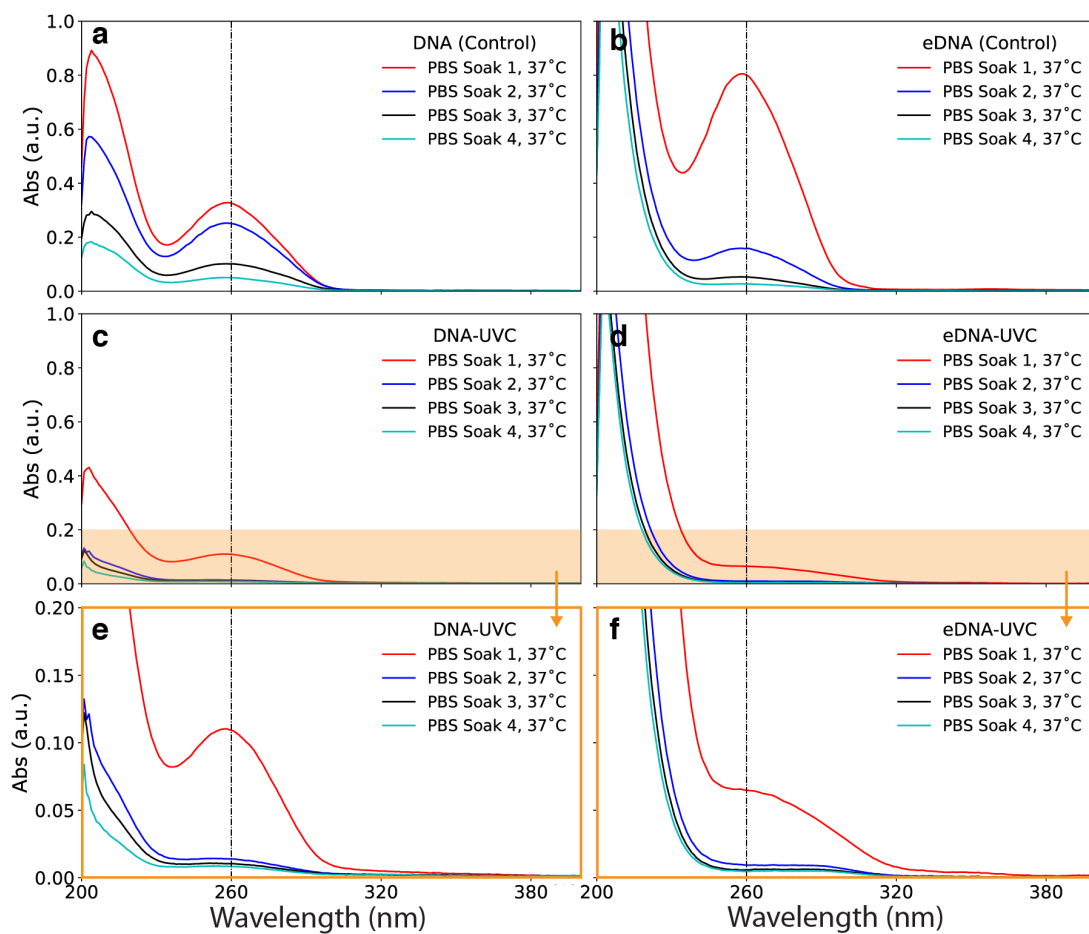 a
DNA (Control)
PBS Soak 1, 37˚C
PBS Soak 2, 37˚C
PBS Soak 3, 37˚C
PBS Soak 4, 37˚C
1.0
0.8
0.6
0.4
0.2
0.0
Abs (a.u.)
b
eDNA (Control)
PBS Soak 1, 37˚C
PBS Soak 2, 37˚C
PBS Soak 3, 37˚C
PBS Soak 4, 37˚C
200
260
320
380
c
DNA-UVC
PBS Soak 1, 37˚C
PBS Soak 2, 37˚C
PBS Soak 3, 37˚C
PBS Soak 4, 37˚C
1.0
0.8
0.6
0.4
0.2
0.0
Abs (a.u.)
d
eDNA-UVC
PBS Soak 1, 37˚C
PBS Soak 2, 37˚C
PBS Soak 3, 37˚C
PBS Soak 4, 37˚C
e
DNA-UVC
PBS Soak 1, 37˚C
PBS Soak 2, 37˚C
PBS Soak 3, 37˚C
PBS Soak 4, 37˚C
0.20
0.15
0.10
0.05
0.00
Abs (a.u.)
200
260
320
380
Wavelength (nm)
f
eDNA-UVC
PBS Soak 1, 37˚C
PBS Soak 2, 37˚C
PBS Soak 3, 37˚C
PBS Soak 4, 37˚C
200
260
320
380
Wavelength (nm)